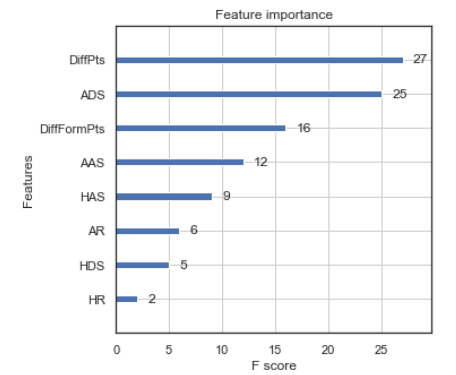 Feature importance
DiffPts 27
ADS 25
DiffFormPts 16
AAS 12
HAS 9
AR 6
HDS 5
HR 2
Features
0 5 10 15 20 25
F score